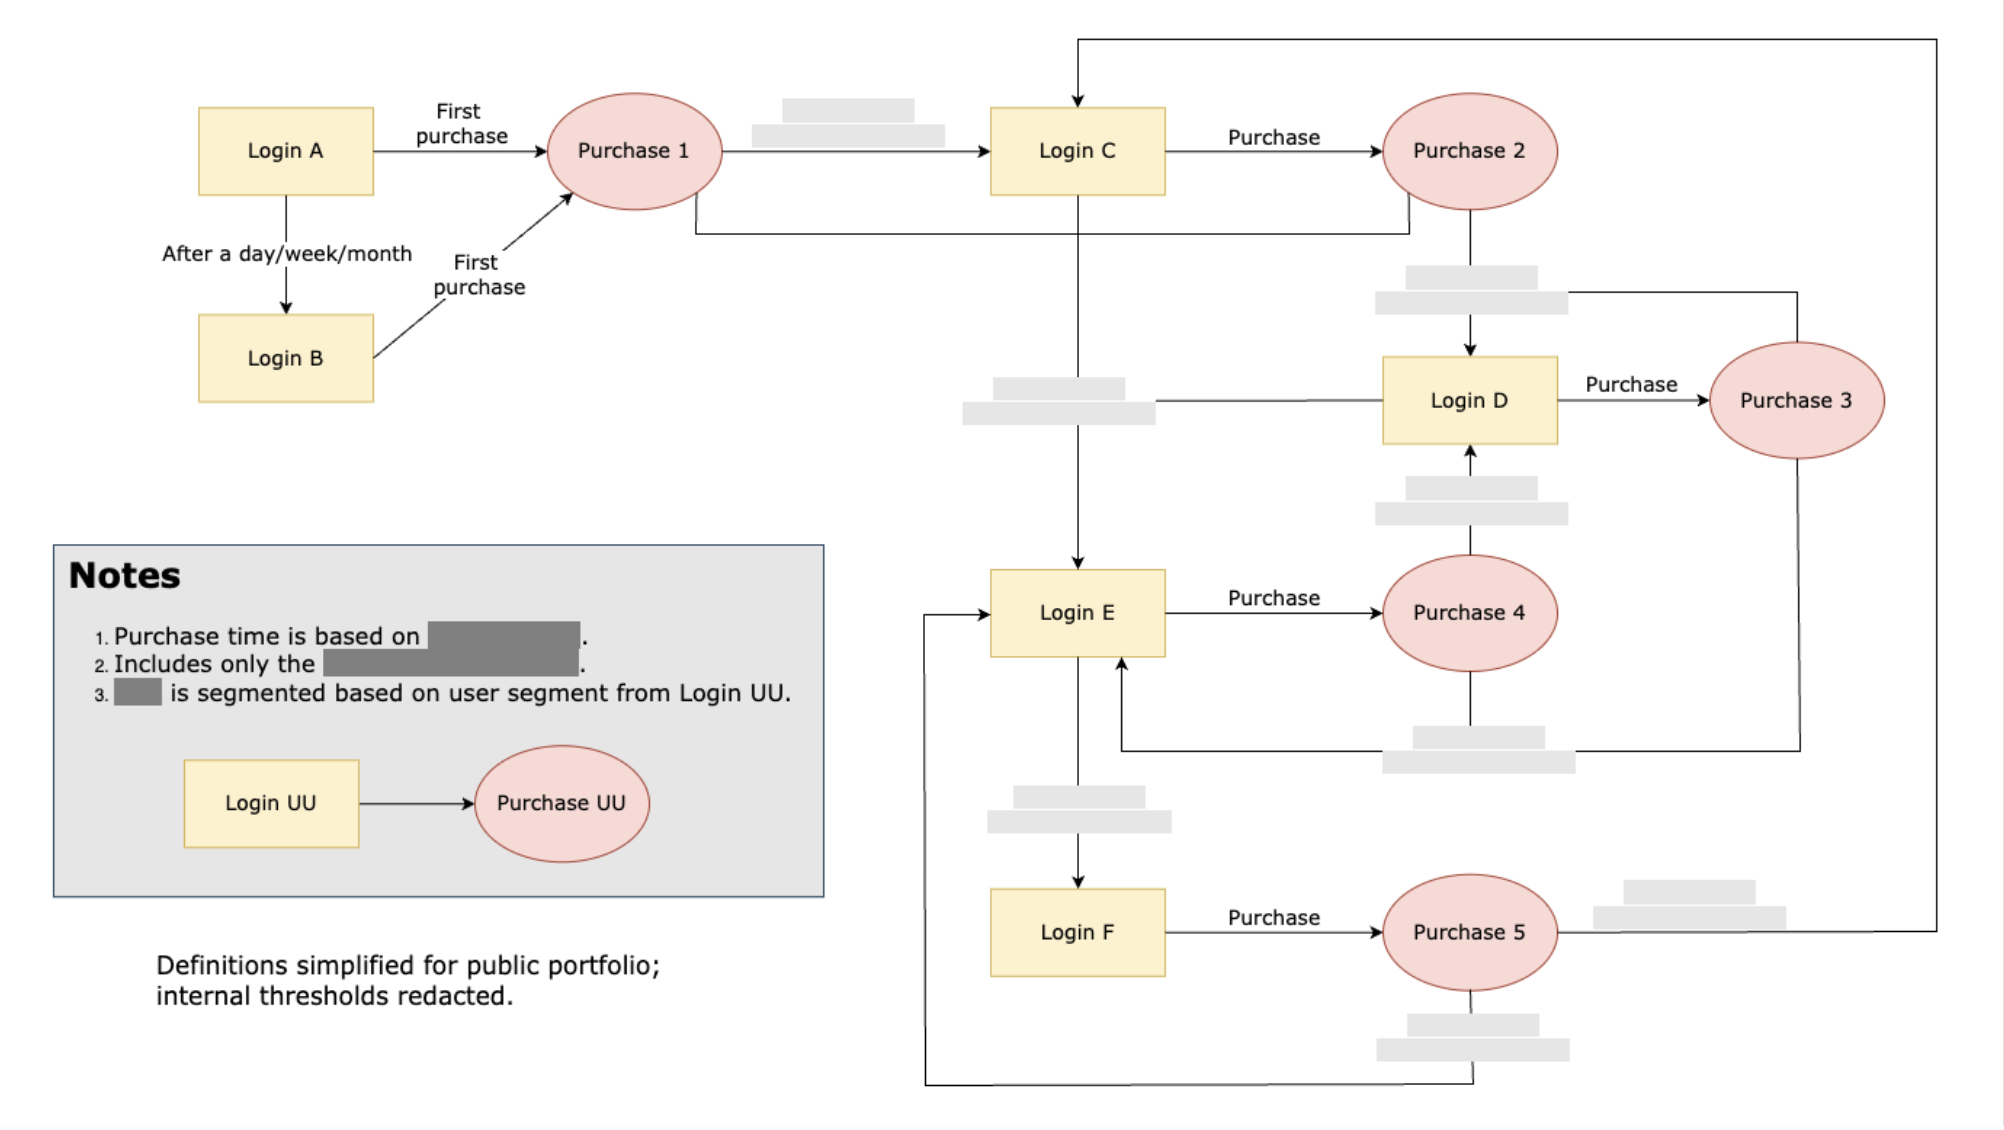 First
purchase
Login A
Purchase 1
Login C
Purchase
Purchase 2
After a day/week/month
First
purchase
Login B
Login D
Purchase
Purchase 3
Notes
1. Purchase time is based on .
2. Includes only the .
3. is segmented based on user segment from Login UU.
Login UU
Purchase UU
Login E
Purchase
Purchase 4
Login F
Purchase
Purchase 5
Definitions simplified for public portfolio;
internal thresholds redacted.